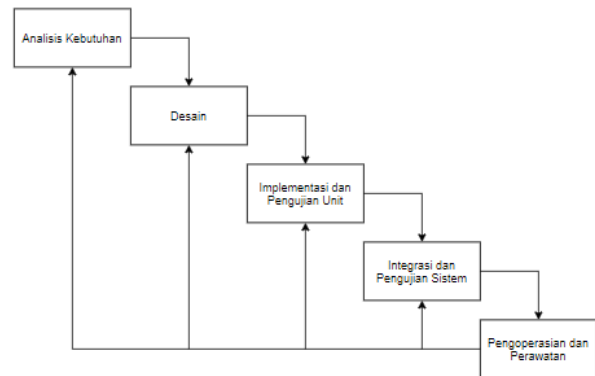 Analisis Kebutuhan
Desain
Implementasi dan
Pengujian Unit
Integrasi dan
Pengujian Sistem
Pengoperasian dan
Perawatan